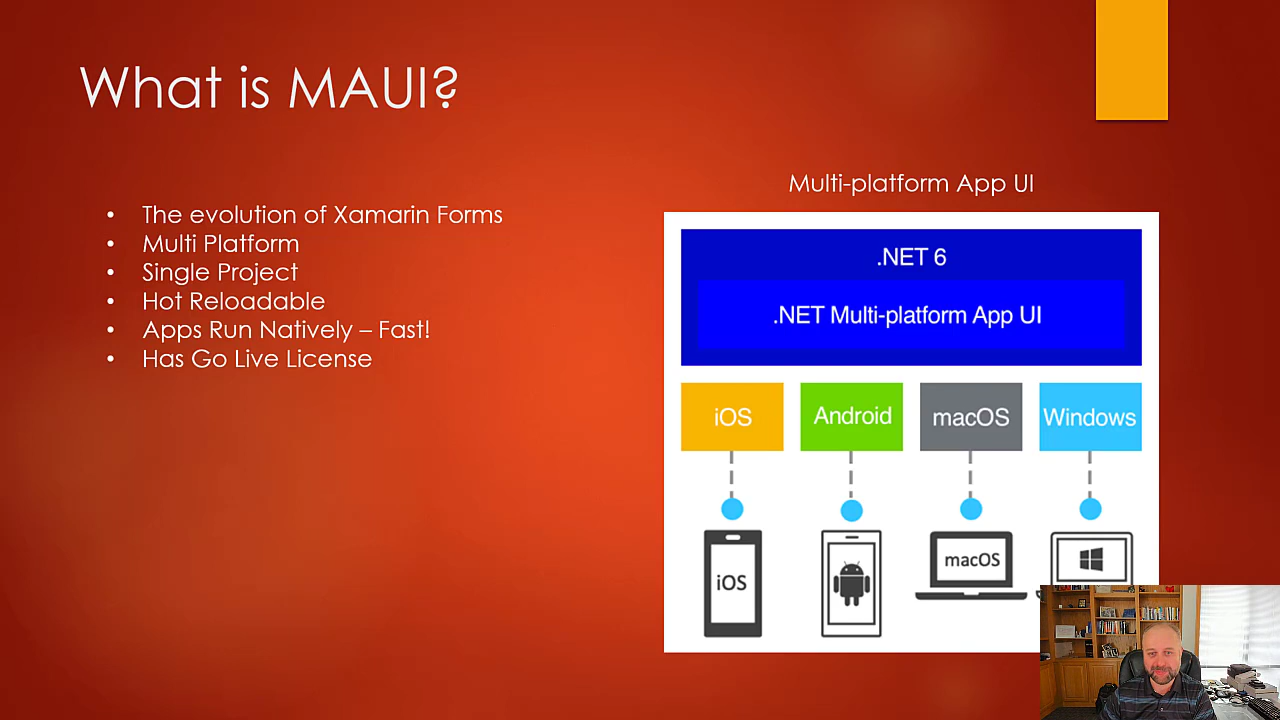 What is MAUI?
• The evolution of Xamarin Forms
• Multi Platform
• Single Project
• Hot Reloadable
• Apps Run Natively – Fast!
• Has Go Live License
Multi-platform App UI
.NET 6
.NET Multi-platform App UI
iOS
Android
macOS
Windows
iOS
macOS